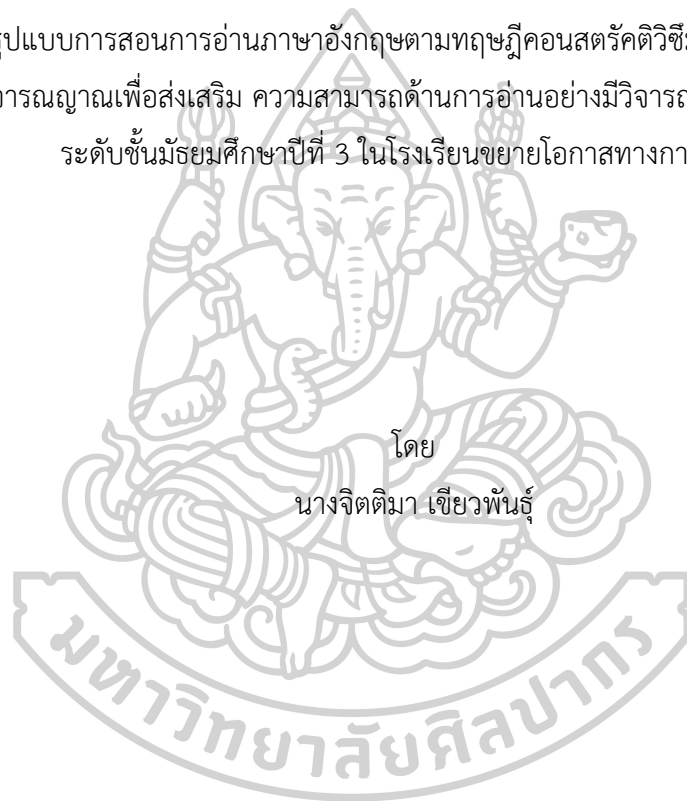 รูปแบบการสอนการอ่านภาษาอังกฤษตามทฤษฎีคอนสตรัคติวิซึ
จารณญาณเพื่อส่งเสริม ความสามารถด้านการอ่านอย่างมีวิจารณ
ระดับชั้นมัธยมศึกษาปีที่ 3 ในโรงเรียนขยายโอกาสทางกา
โดย
นางจิตติมา เขียวพันธุ์
มหาวิทยาลัยศิลปากร